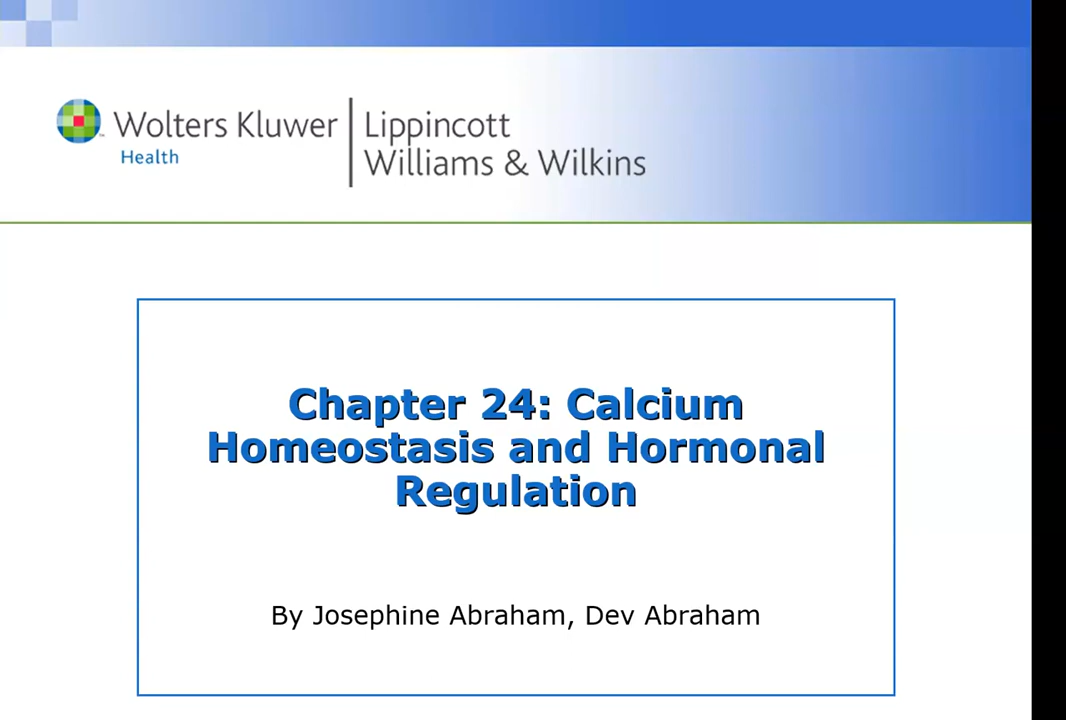 Wolters Kluwer
Health
Lippincott
Williams & Wilkins
Chapter 24: Calcium
Homeostasis and Hormonal
Regulation
By Josephine Abraham, Dev Abraham